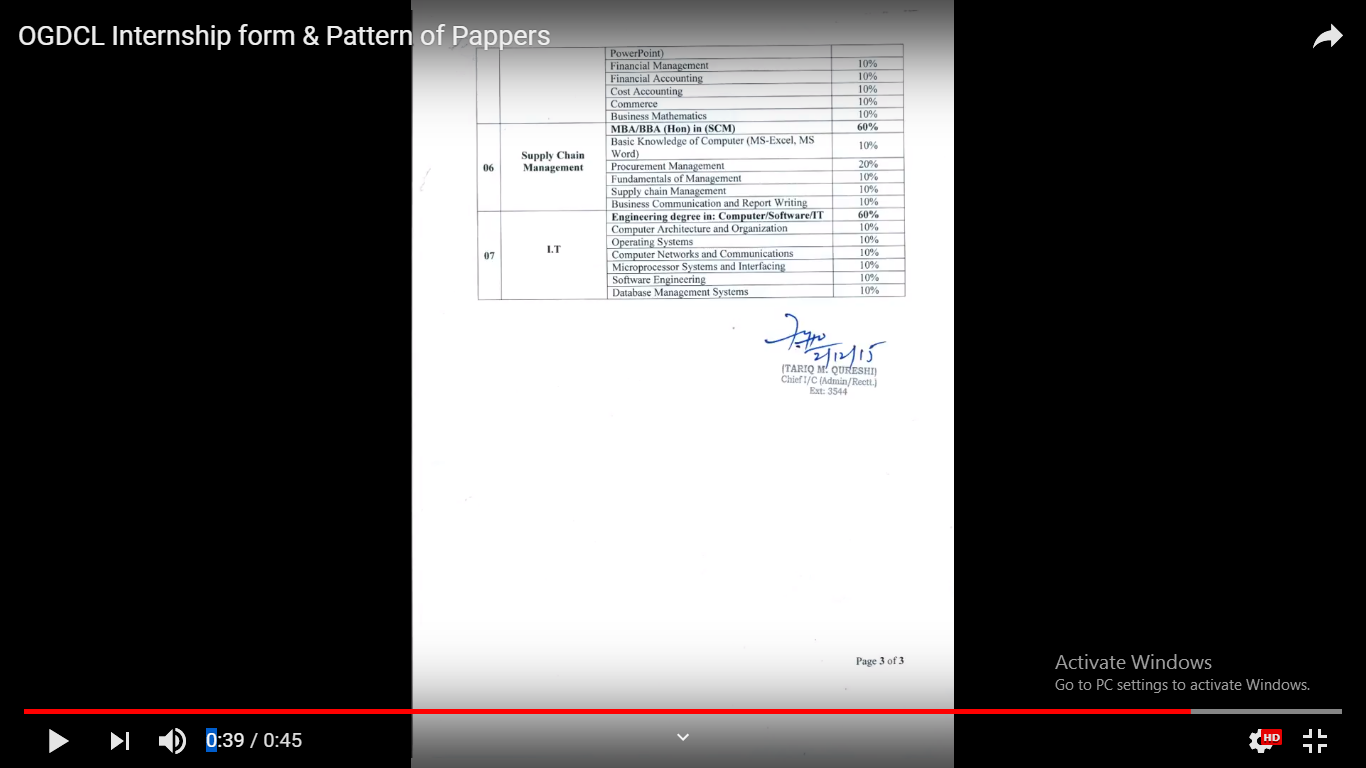 OGDCL Internship form & Pattern of Pappers
PowerPoint)
Financial Management 10%
Financial Accounting 10%
Cost Accounting 10%
Commerce 10%
Business Mathematics 10%
06 Supply Chain Management
MBA/BBA (Hon) in (SCM) 60%
Basic Knowledge of Computer (MS-Excel, MS
Word) 10%
Procurement Management 20%
Fundamentals of Management 10%
Supply chain Management 10%
Business Communication and Report Writing 10%
07 I.T
Engineering degree in: Computer/Software/IT 60%
Computer Architecture and Organization 10%
Operating Systems 10%
Computer Networks and Communications 10%
Microprocessor Systems and Interfacing 10%
Software Engineering 10%
Database Management Systems 10%
2/12/15
(TARIQ M. QURESHI)
Chief I/C (Admin/Rectt.)
Ext: 3544
Page 3 of 3
Activate Windows
Go to PC settings to activate Windows.
0:39 / 0:45
HD